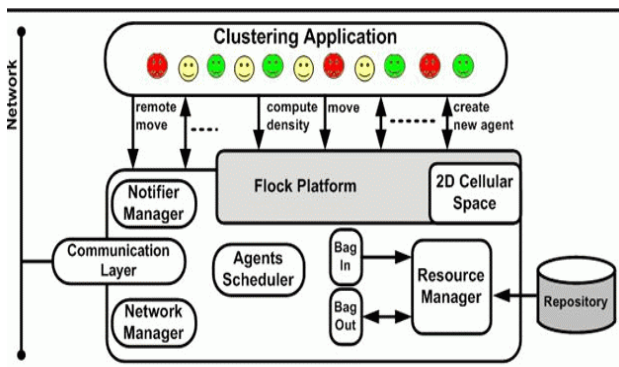 Network
Clustering Application
remote
move
compute
density
move
create
new agent
Flock Platform
2D Cellular
Space
Notifier
Manager
Communication
Layer
Agents
Scheduler
Bag
In
Resource
Manager
Repository
Network
Manager
Bag
Out